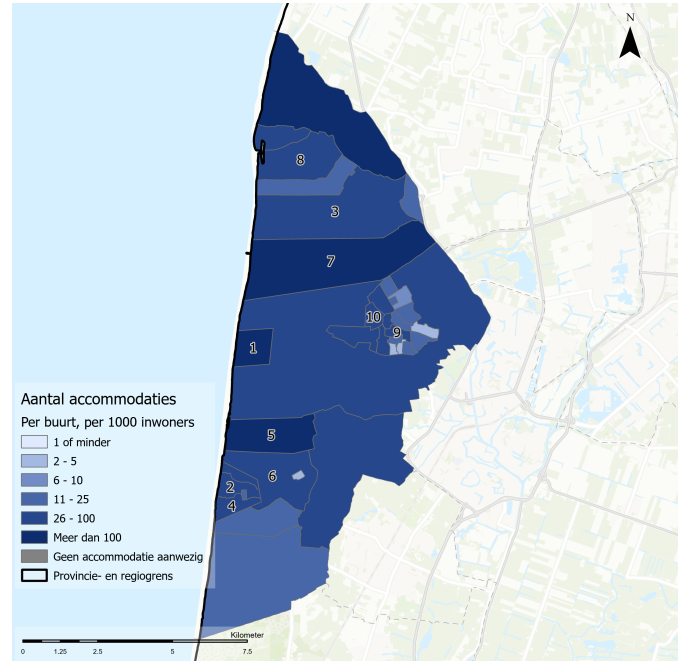 N
8
3
7
10
9
1
5
6
2
4
Aantal accommodaties
Per buurt, per 1000 inwoners
1 of minder
2 - 5
6 - 10
11 - 25
26 - 100
Meer dan 100
Geen accommodatie aanwezig
Provincie- en regiogrens
Kilometer
0 1.25 2.5 5 7.5